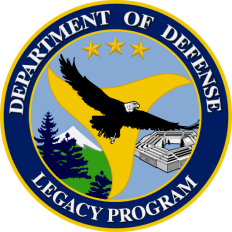 DEPARTMENT OF DEFENSE
LEGACY PROGRAM